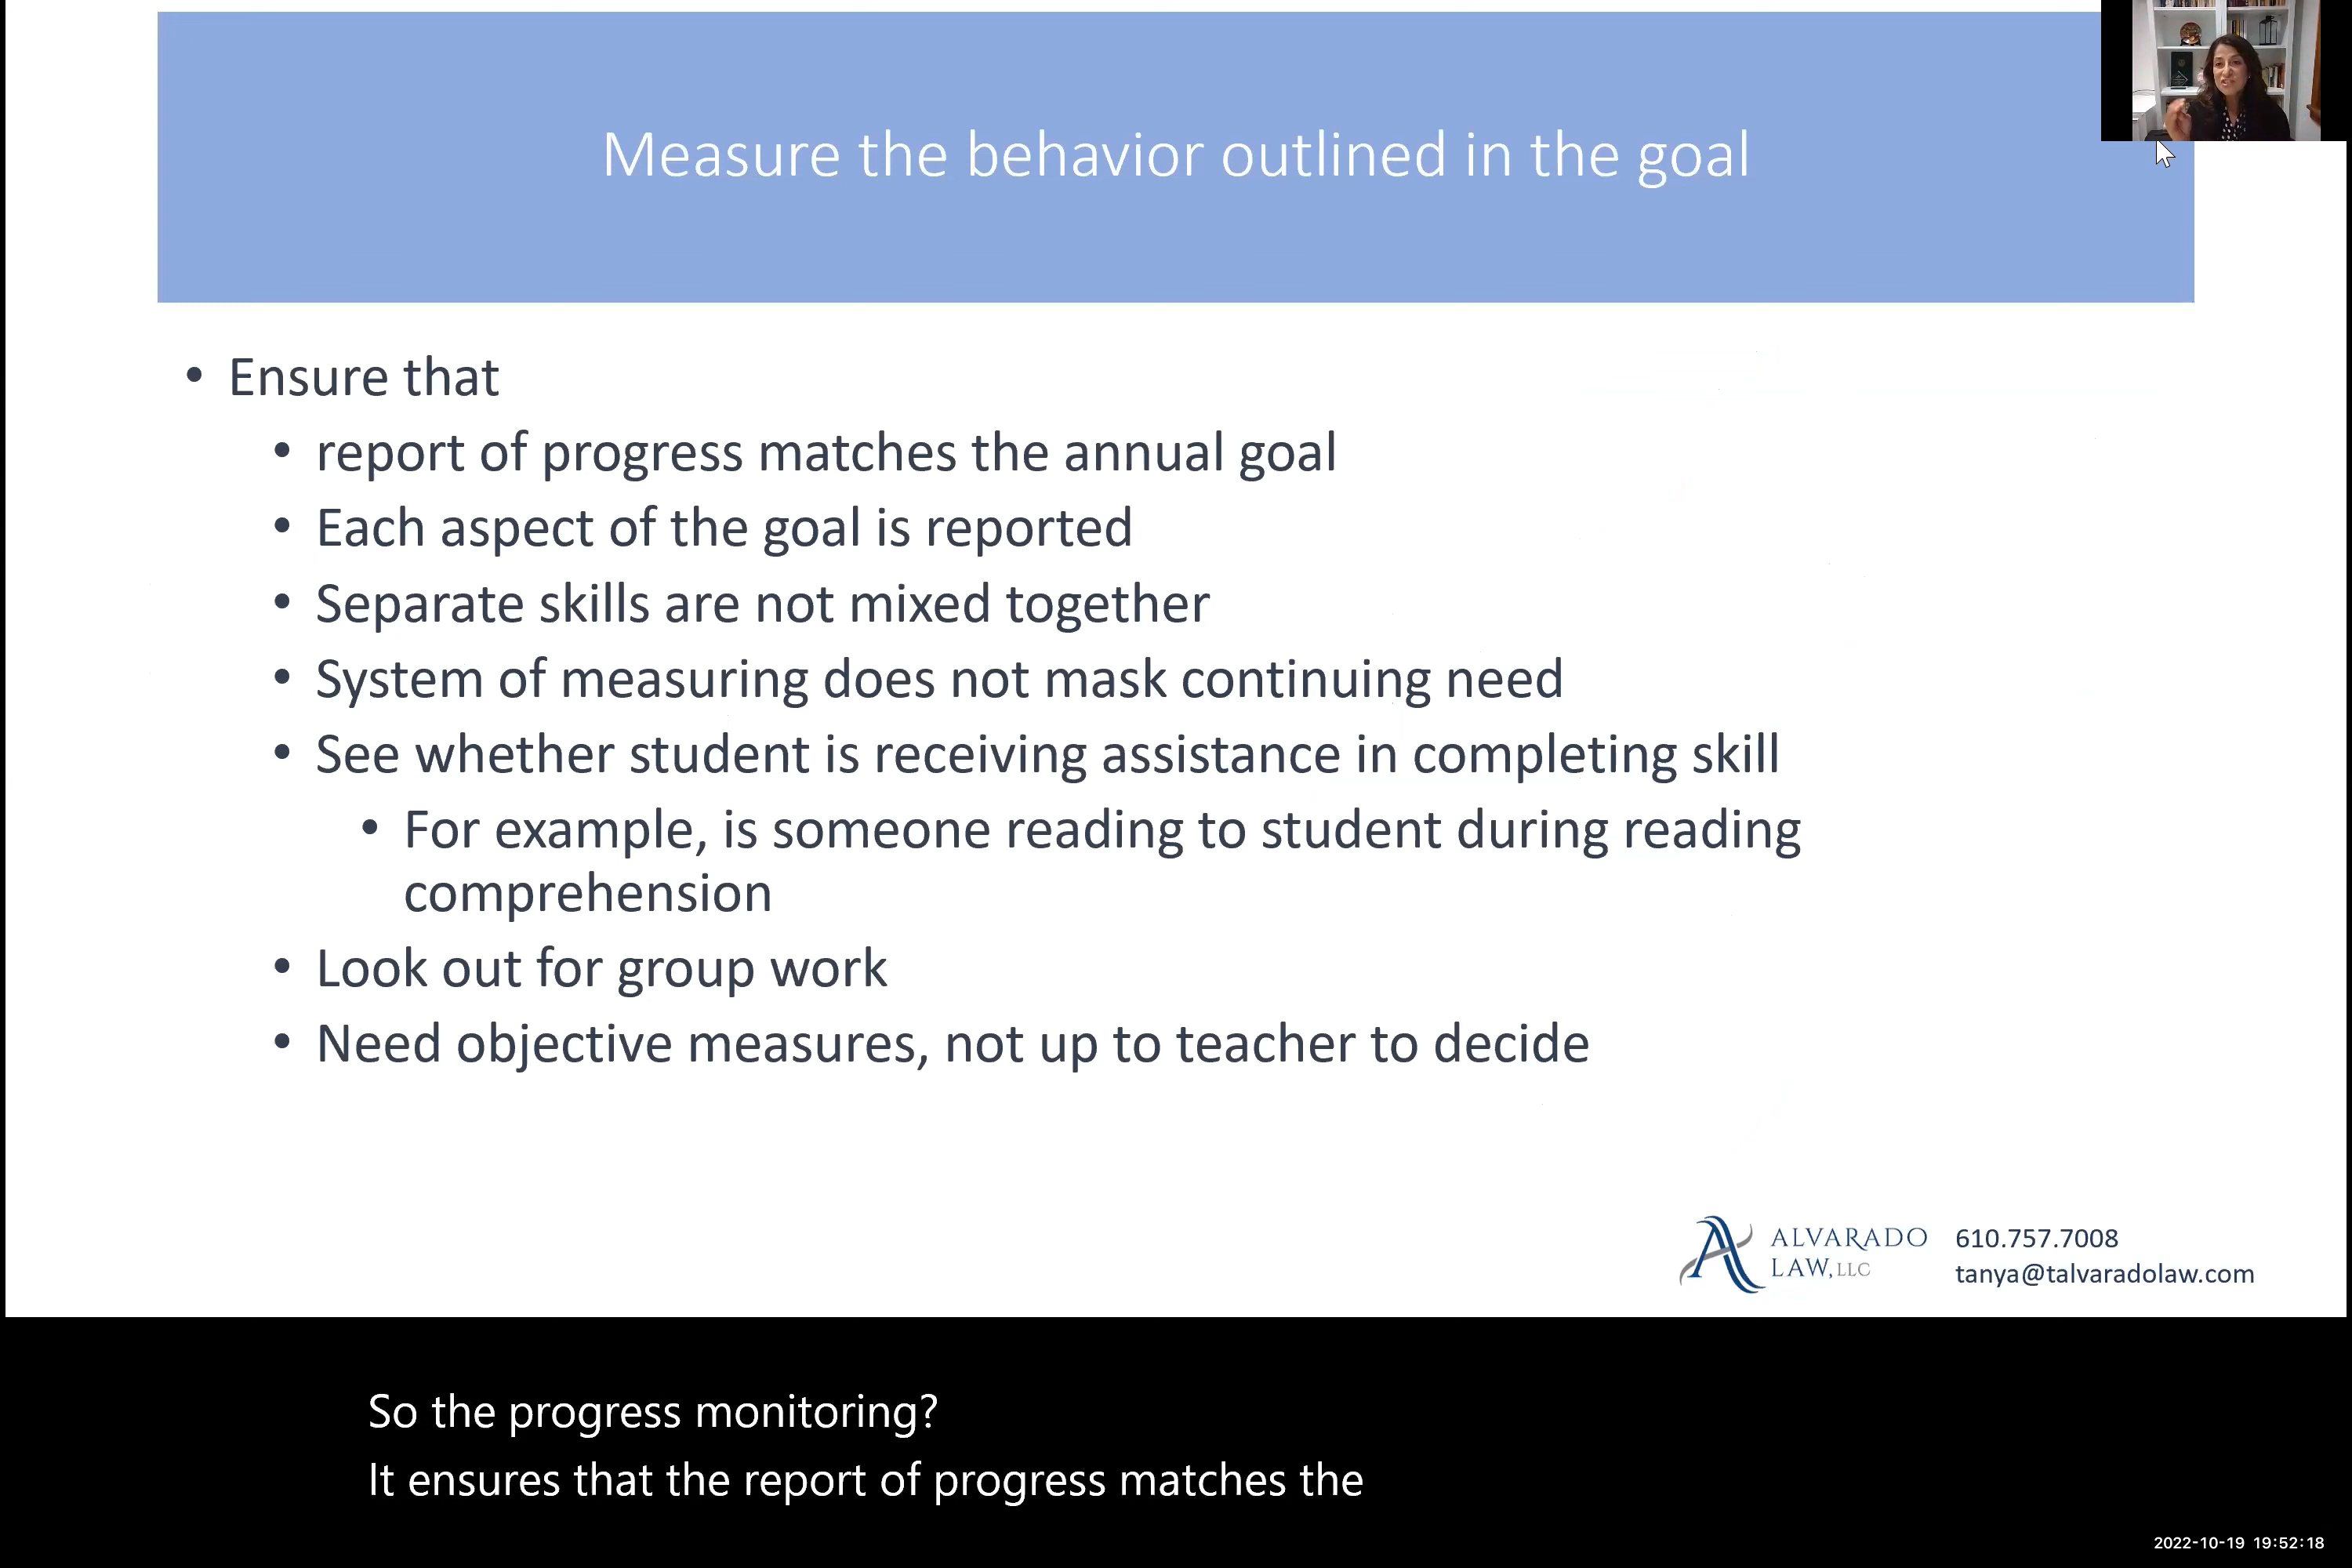 Measure the behavior outlined in the goal
• Ensure that
• report of progress matches the annual goal
• Each aspect of the goal is reported
• Separate skills are not mixed together
• System of measuring does not mask continuing need
• See whether student is receiving assistance in completing skill
• For example, is someone reading to student during reading
comprehension
• Look out for group work
• Need objective measures, not up to teacher to decide
ALVARADO
LAW, LLC
610.757.7008
tanya@talvaradolaw.com
So the progress monitoring?
It ensures that the report of progress matches the
2022-10-19 19:52:18